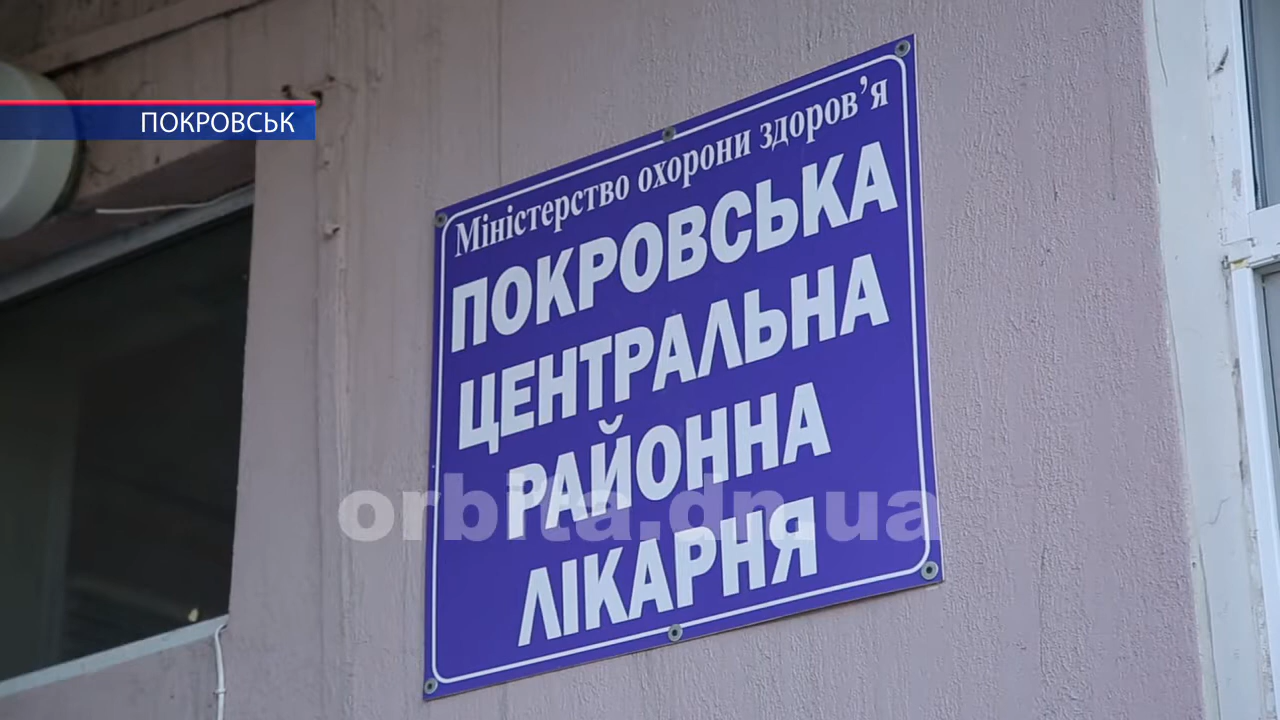 ПОКРОВСЬК
Міністерство охорони здоров’я
ПОКРОВСЬКА
ЦЕНТРАЛЬНА
РАЙОННА
ЛІКАРНЯ
orbita.dn.ua